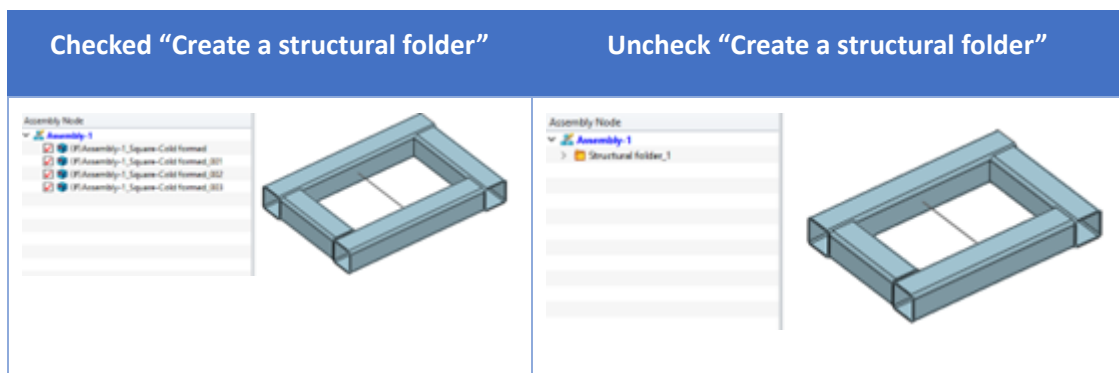 Checked “Create a structural folder”
Uncheck “Create a structural folder”
Assembly Node
Assembly-1
(P)Assembly-1_Square-Cold formed
(P)Assembly-1_Square-Cold formed_001
(P)Assembly-1_Square-Cold formed_002
(P)Assembly-1_Square-Cold formed_003
Assembly Node
Assembly-1
Structural folder_1